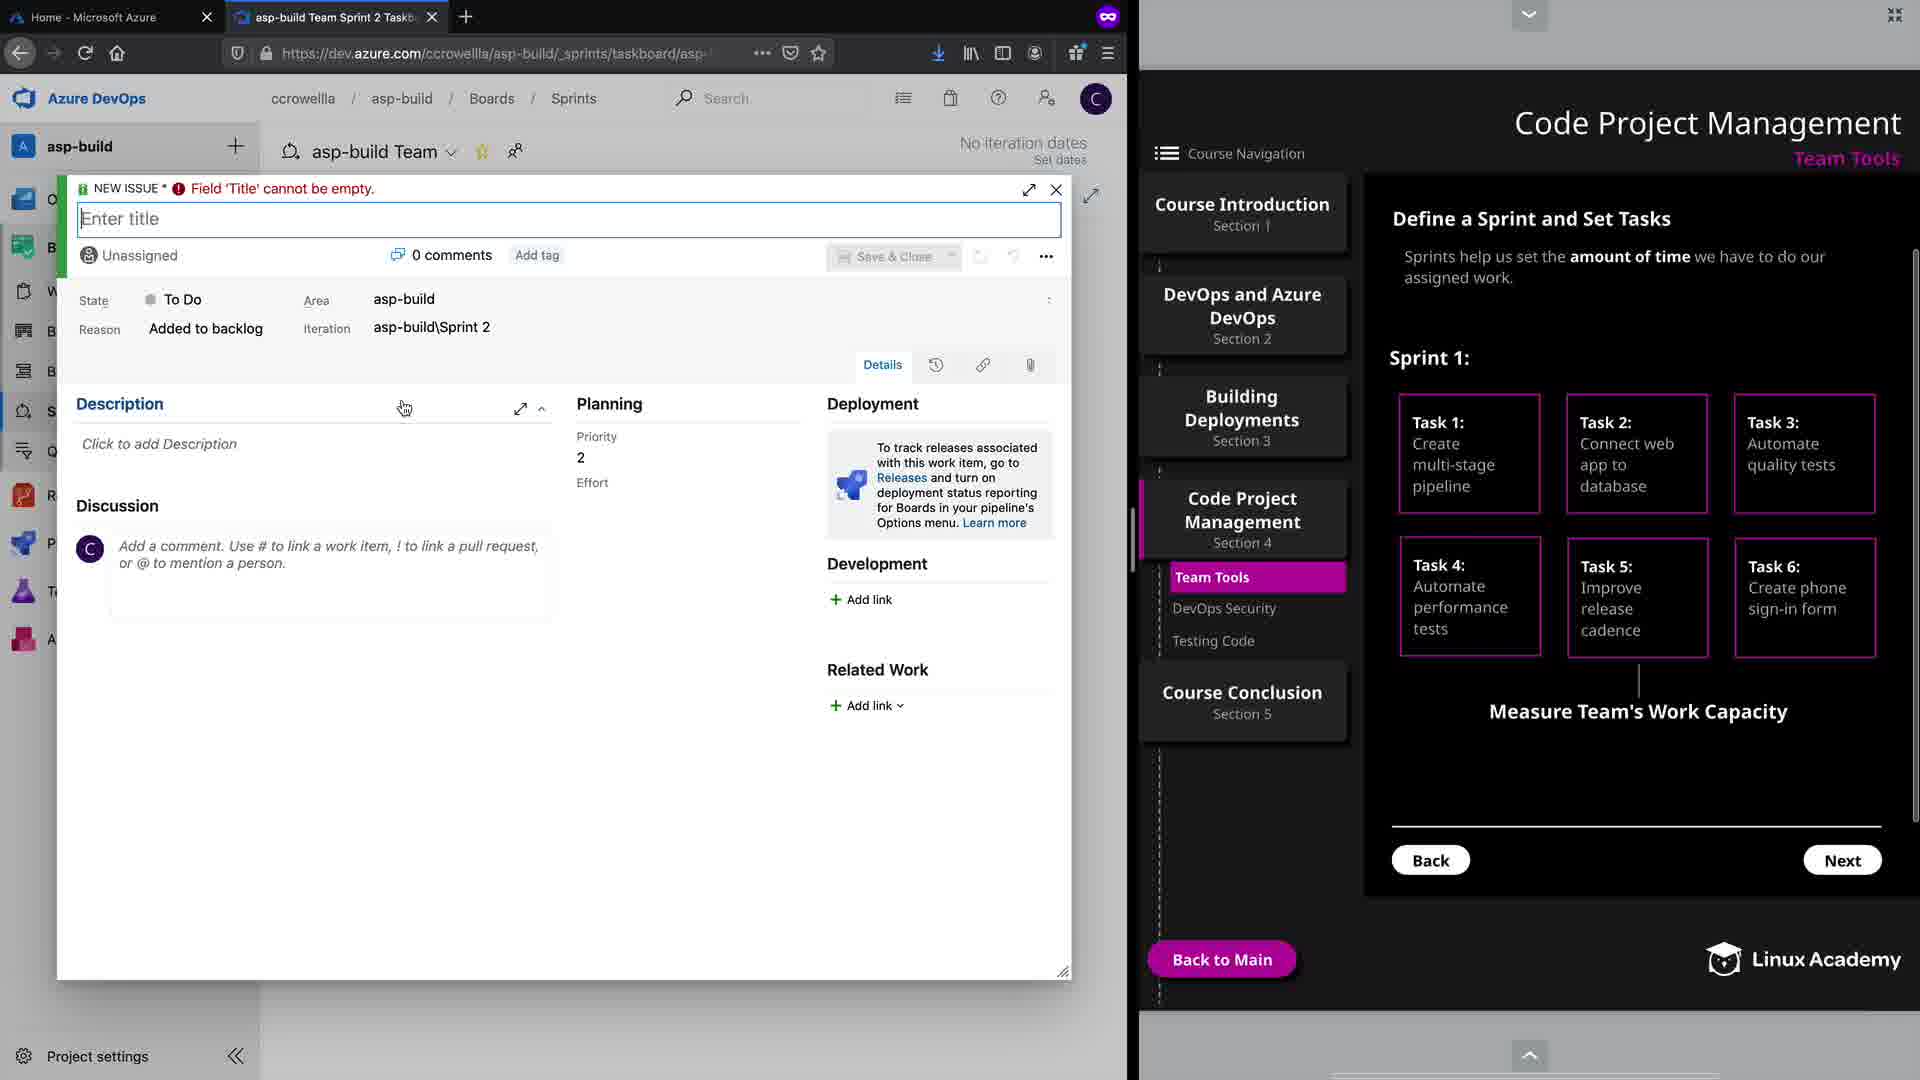 Home - Microsoft Azure
asp-build Team Sprint 2 Taskb
https://dev.azure.com/ccrowellla/asp-build/_sprints/taskboard/asp-
Azure DevOps
ccrowellla / asp-build / Boards / Sprints
Search
C
A
asp-build
asp-build Team
No iteration dates
Set dates
NEW ISSUE * Field 'Title' cannot be empty.
Enter title
Unassigned
0 comments
Add tag
Save & Close
State
To Do
Area
asp-build
Reason
Added to backlog
Iteration
asp-build\Sprint 2
Details
Description
Click to add Description
Discussion
C
Add a comment. Use # to link a work item, ! to link a pull request,
or @ to mention a person.
Planning
Priority
2
Effort
Deployment
To track releases associated
with this work item, go to
Releases and turn on
deployment status reporting
for Boards in your pipeline's
Options menu. Learn more
Development
Add link
Related Work
Add link
O
B
W
B
B
S
Q
R
P
Te
A
Project settings
Code Project Management
Team Tools
Course Navigation
Course Introduction
Section 1
DevOps and Azure
DevOps
Section 2
Building
Deployments
Section 3
Code Project
Management
Section 4
Team Tools
DevOps Security
Testing Code
Course Conclusion
Section 5
Back to Main
Define a Sprint and Set Tasks
Sprints help us set the amount of time we have to do our
assigned work.
Sprint 1:
Task 1:
Create
multi-stage
pipeline
Task 2:
Connect web
app to
database
Task 3:
Automate
quality tests
Task 4:
Automate
performance
tests
Task 5:
Improve
release
cadence
Task 6:
Create phone
sign-in form
Measure Team's Work Capacity
Back
Next
Linux Academy